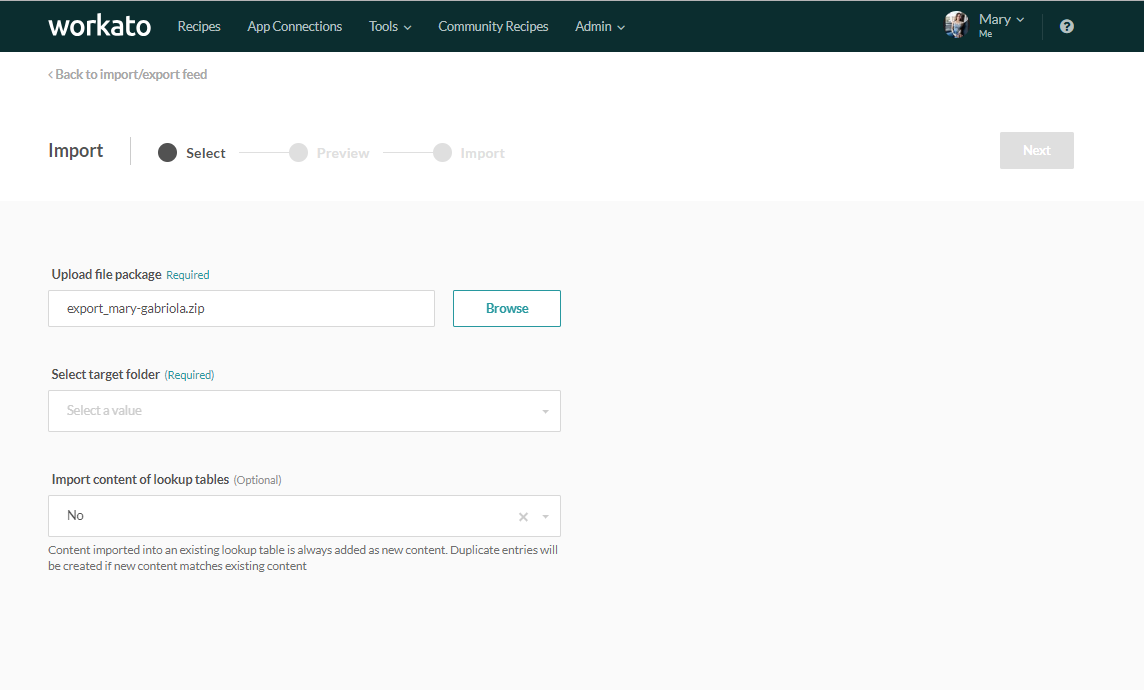 workato Recipes App Connections Tools Community Recipes Admin Mary
Me
Back to import/export feed
Import Select Preview Import Next
Upload file package Required
export_mary-gabriola.zip Browse
Select target folder (Required)
Select a value
Import content of lookup tables (Optional)
No
Content imported into an existing lookup table is always added as new content. Duplicate entries will
be created if new content matches existing content